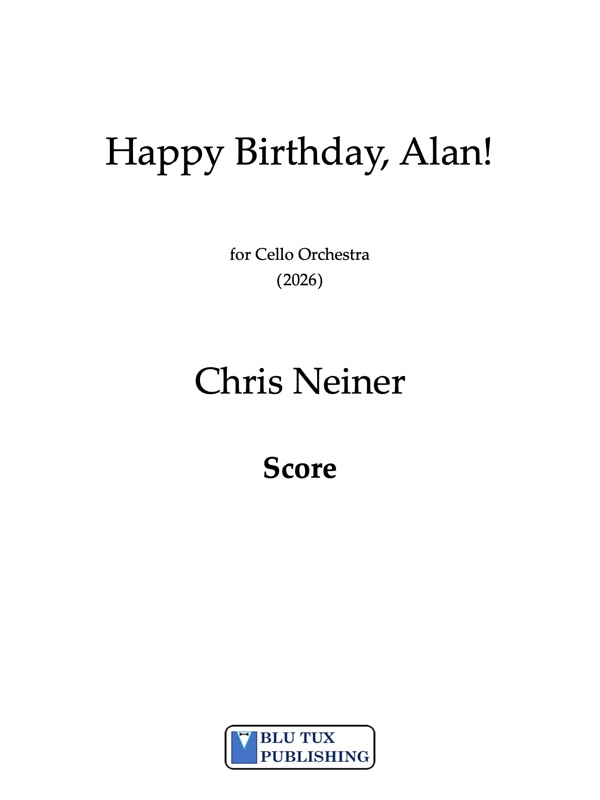 Happy Birthday, Alan!
for Cello Orchestra
(2026)
Chris Neiner
Score
BLU TUX
PUBLISHING